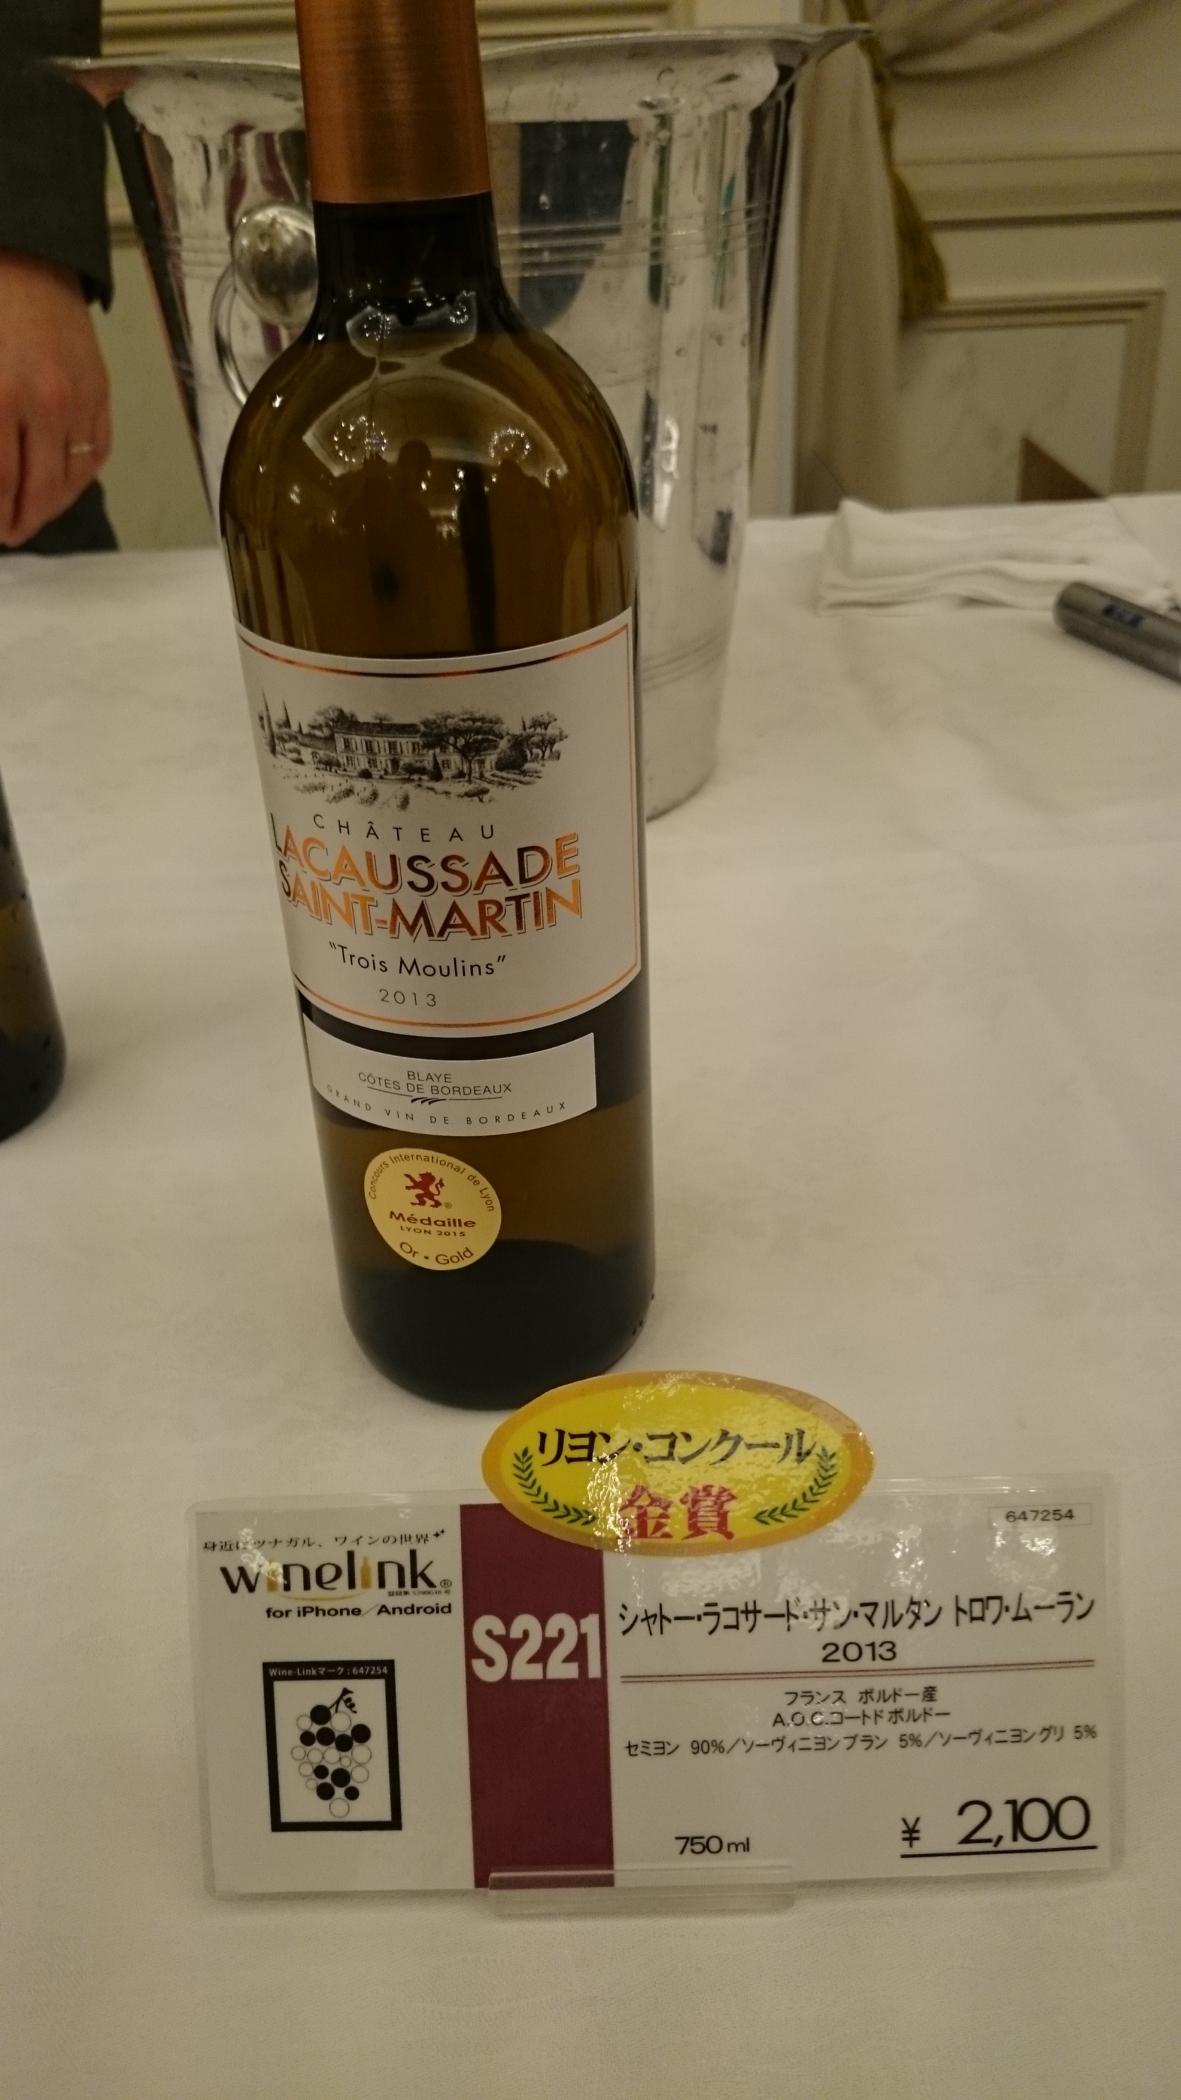 CHÂTEAU
LACAUSSADE
SAINT-MARTIN
"Trois Moulins"
2013
BLAYE
CÔTES DE BORDEAUX
GRAND VIN DE BORDEAUX
Concours International de Lyon
Médaille
LYON 2015
Or • Gold
リヨン・コンクール
金賞
647254
身近にツナガル、ワインの世界
winelink®
for iPhone/Android
Wine-Linkマーク:647254
S221
シャトー・ラコサード・サン・マルタン トロワ・ムーラン
2013
フランス ボルドー産
A.O.C.コートドボルドー
セミヨン 90%/ソーヴィニヨンブラン 5%/ソーヴィニヨングリ 5%
750ml
¥ 2,100